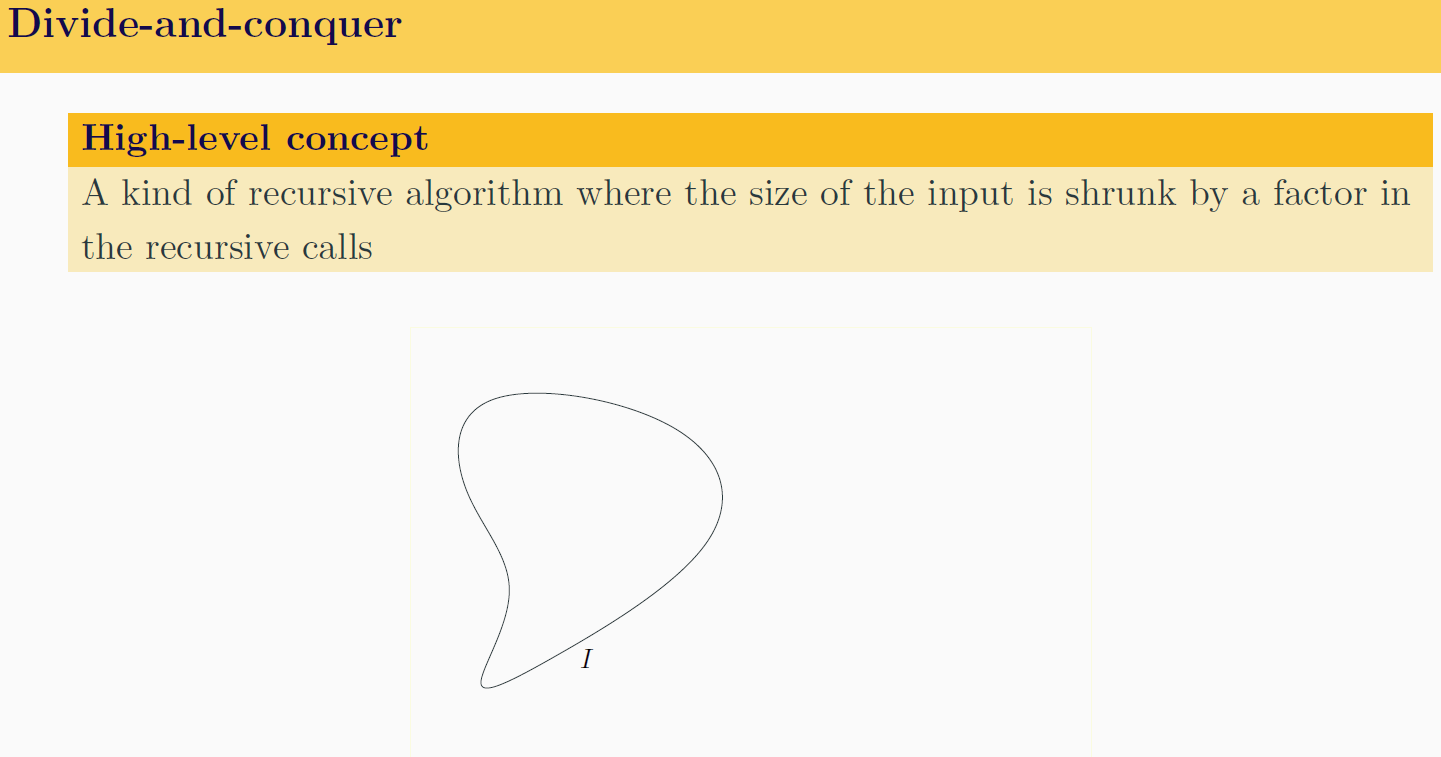 Divide-and-conquer
High-level concept
A kind of recursive algorithm where the size of the input is shrunk by a factor in
the recursive calls
I